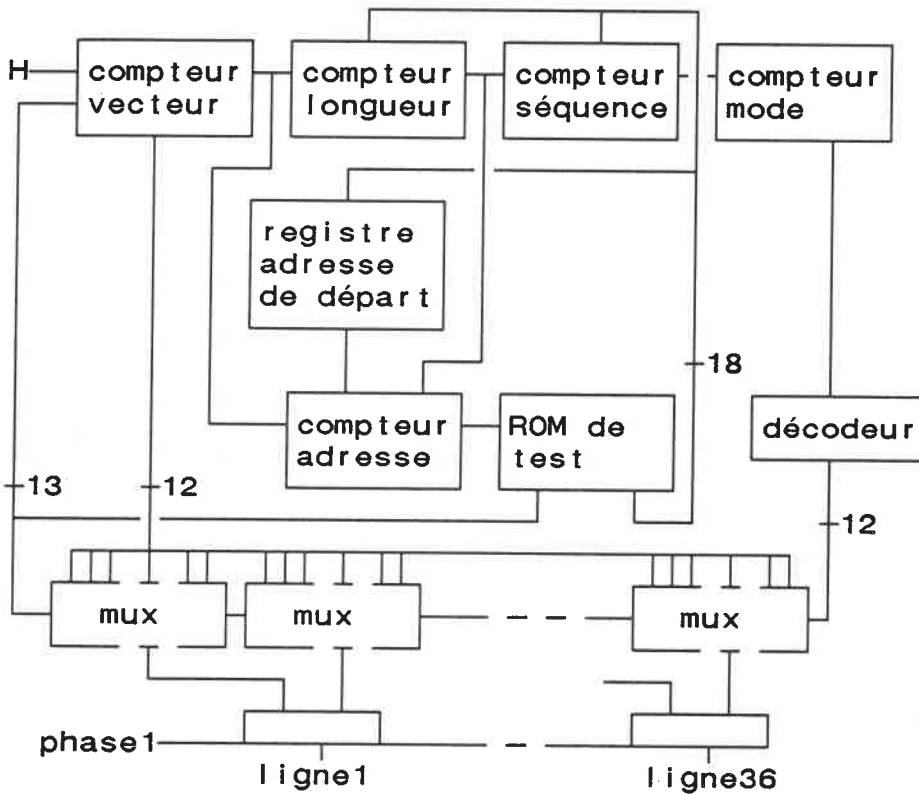 H
compteur
vecteur
compteur
longueur
compteur
séquence
compteur
mode
registre
adresse
de départ
18
compteur
adresse
ROM de
test
décodeur
13
12
12
mux
mux
mux
phase1
ligne1
ligne36